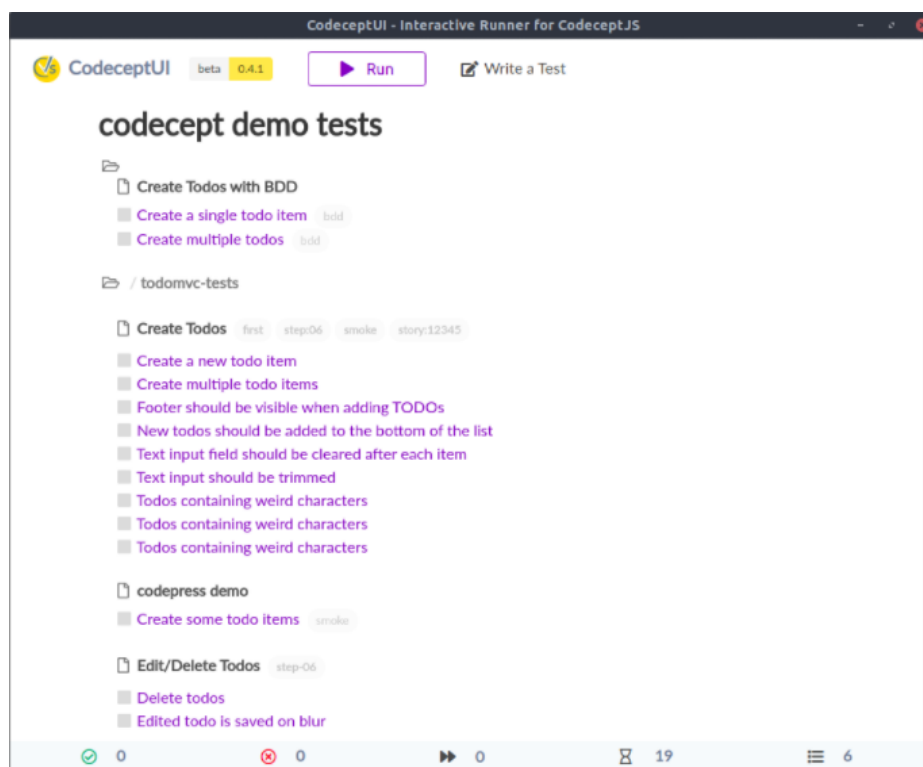 CodeceptUI - Interactive Runner for CodeceptJS
CodeceptUI beta 0.4.1 Run Write a Test
codecept demo tests
Create Todos with BDD
Create a single todo item bdd
Create multiple todos bdd
/ todomvc-tests
Create Todos first step:06 smoke story:12345
Create a new todo item
Create multiple todo items
Footer should be visible when adding TODOs
New todos should be added to the bottom of the list
Text input field should be cleared after each item
Text input should be trimmed
Todos containing weird characters
Todos containing weird characters
Todos containing weird characters
codepress demo
Create some todo items smoke
Edit/Delete Todos step-06
Delete todos
Edited todo is saved on blur
0 0 0 19 6